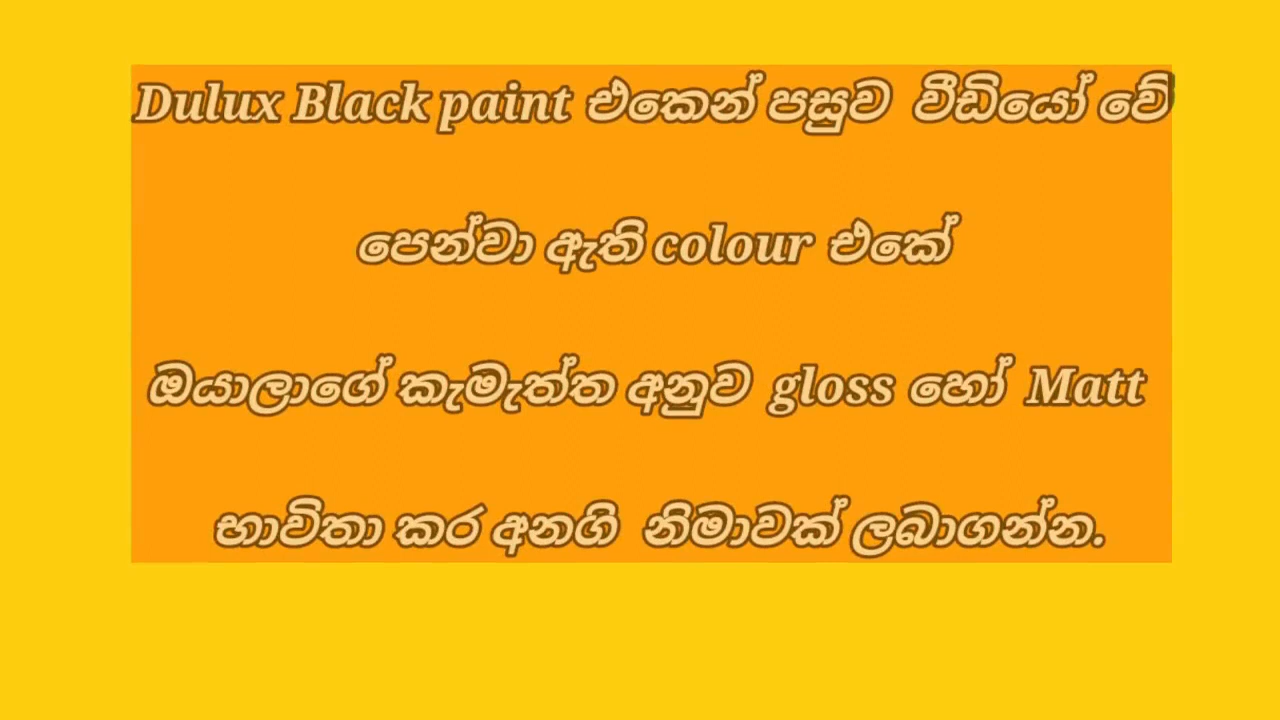 Dulux Black paint එකෙන් පසුව වීඩියෝ වේ
පෙන්වා ඇති colour එකේ
ඔයාලාගේ කැමැත්ත අනුව gloss හෝ Matt
භාවිතා කර අනගි නිමාවක් ලබාගන්න.